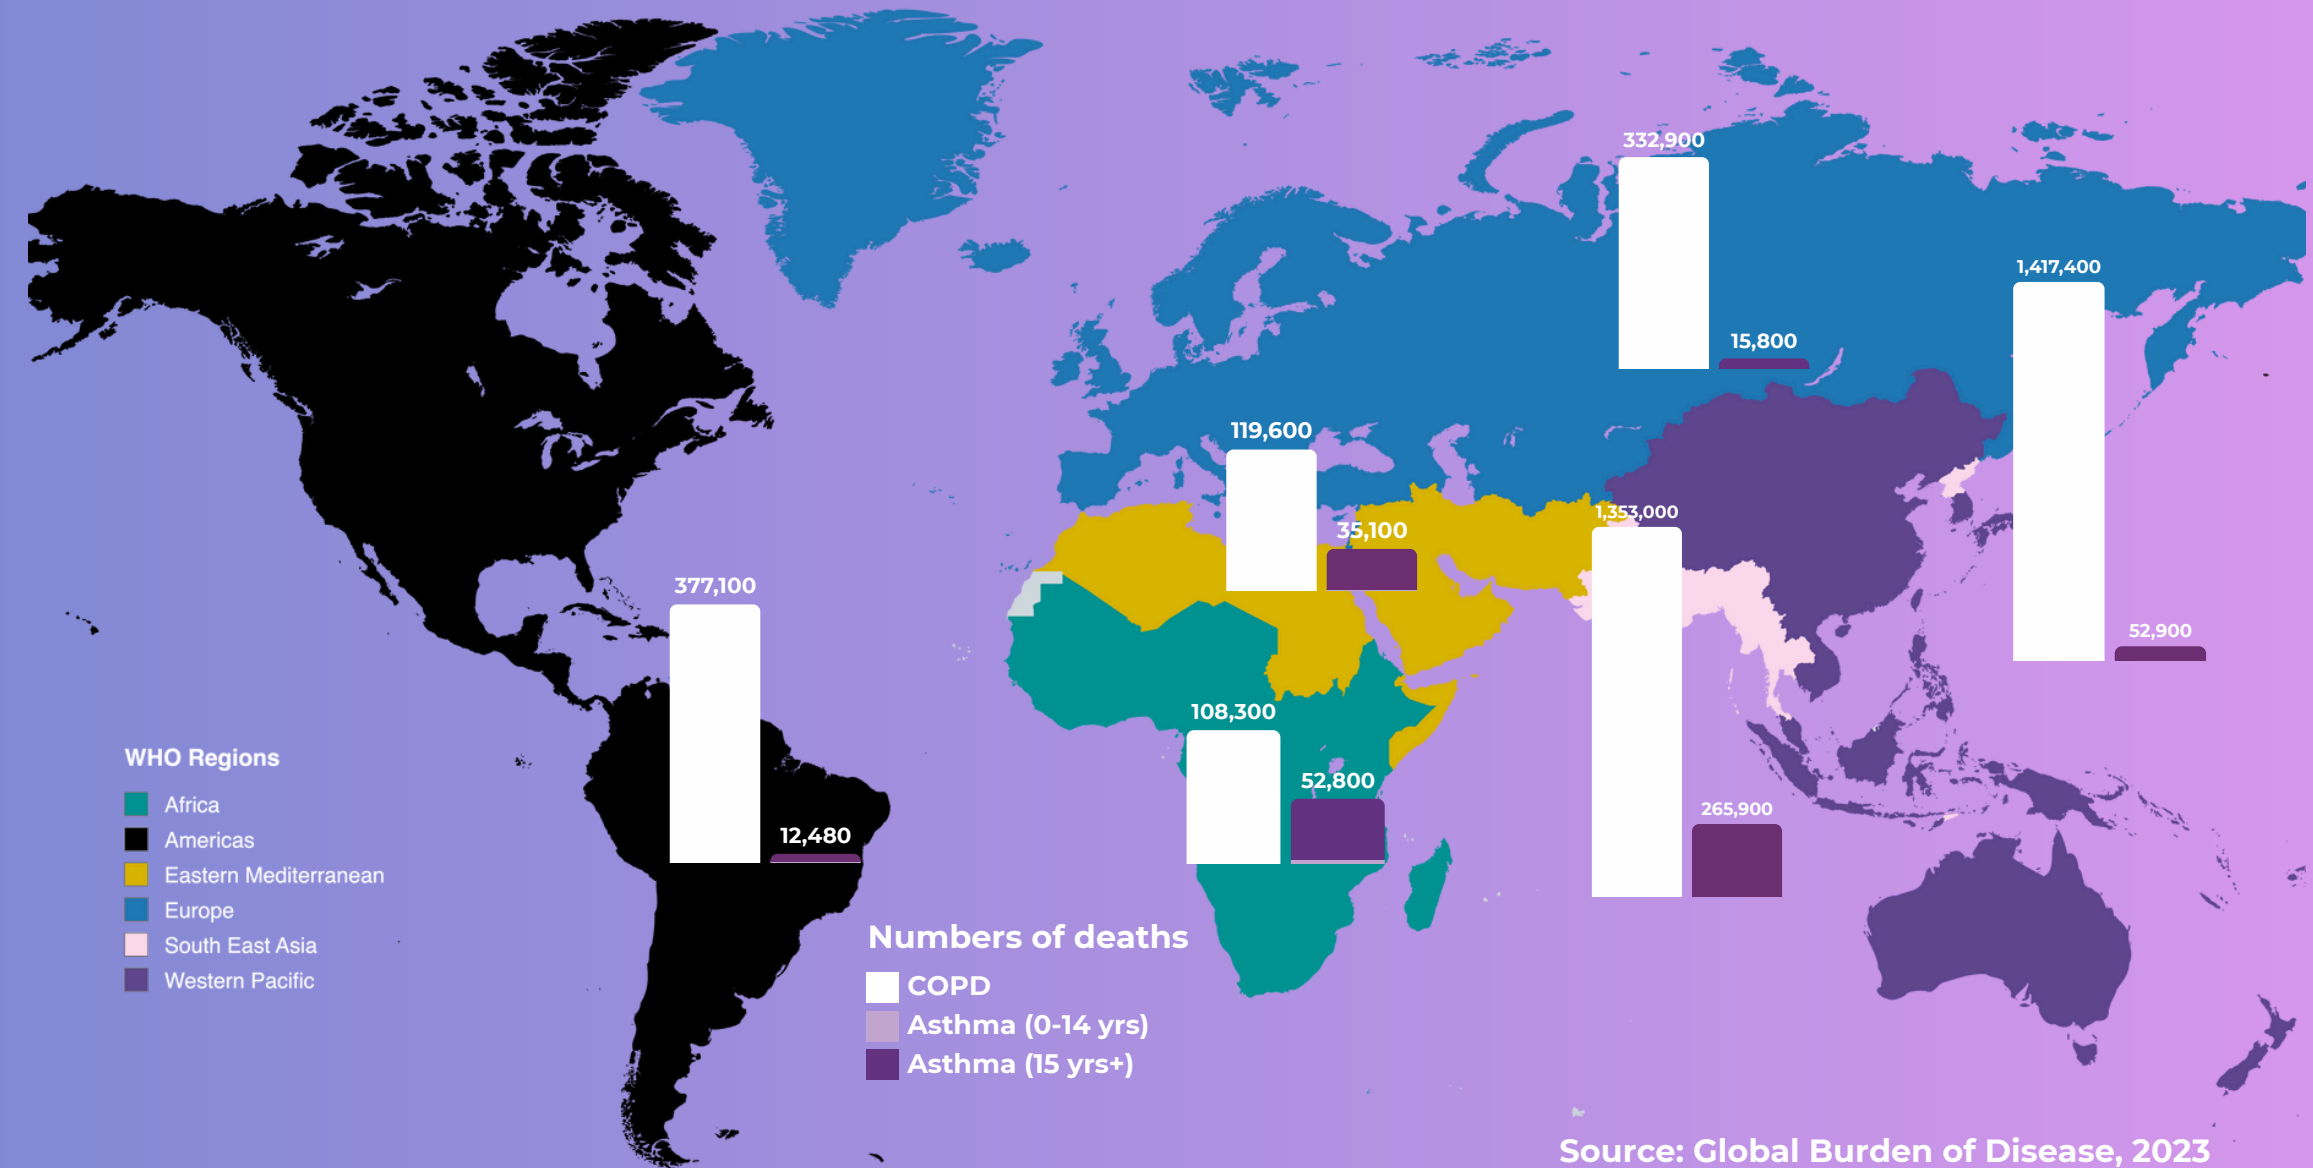 332,900
1,417,400
15,800
119,600
1,353,000
35,100
377,100
52,900
108,300
WHO Regions
52,800
Africa
265,900
12,480
Americas
Eastern Mediterranean
Europe
South East Asia
Western Pacific
Numbers of deaths
COPD
Asthma (0-14 yrs)
Asthma (15 yrs+)
Source: Global Burden of Disease, 2023